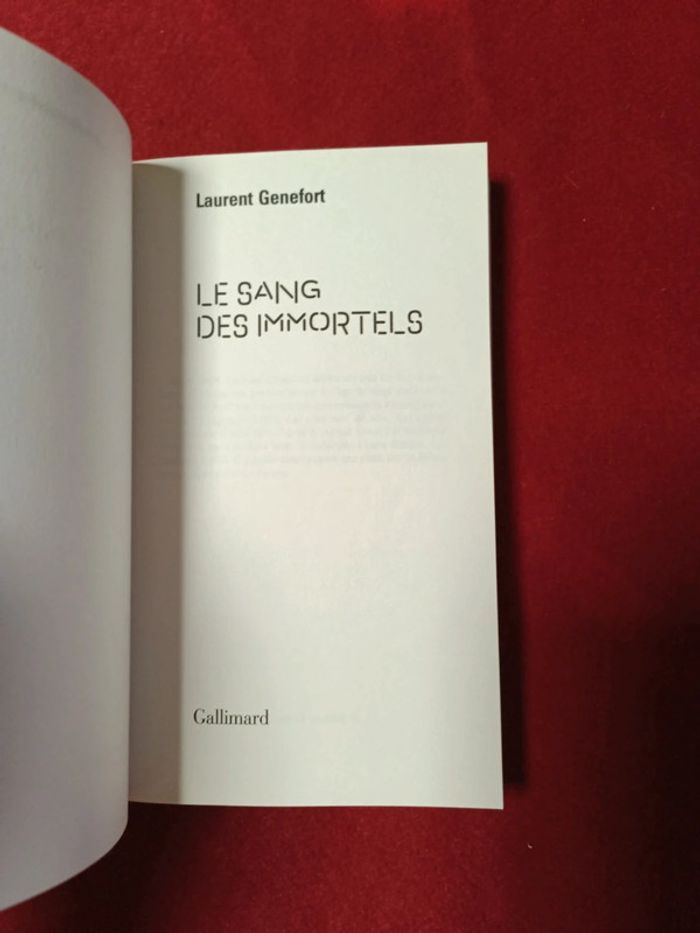 Laurent Genefort
LE SANG
DES IMMORTELS
Gallimard